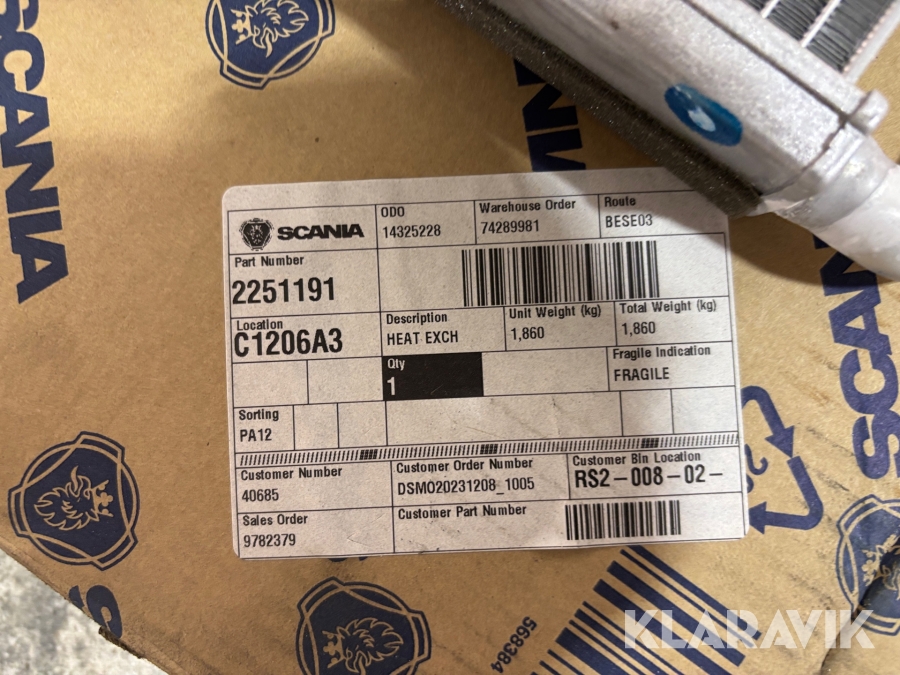 SCANIA
SCANIA
SCANIA
ODO
14325228
Warehouse Order
74289981
Route
BESE03
Part Number
2251191
Location
C1206A3
Description
HEAT EXCH
Unit Weight (kg)
1,860
Total Weight (kg)
1,860
Qty
1
Fragile Indication
FRAGILE
Sorting
PA12
Customer Number
40685
Customer Order Number
DSMO20231208_1005
Customer Bin Location
RS2-008-02-
Sales Order
9782379
Customer Part Number
568384
KLARAVIK